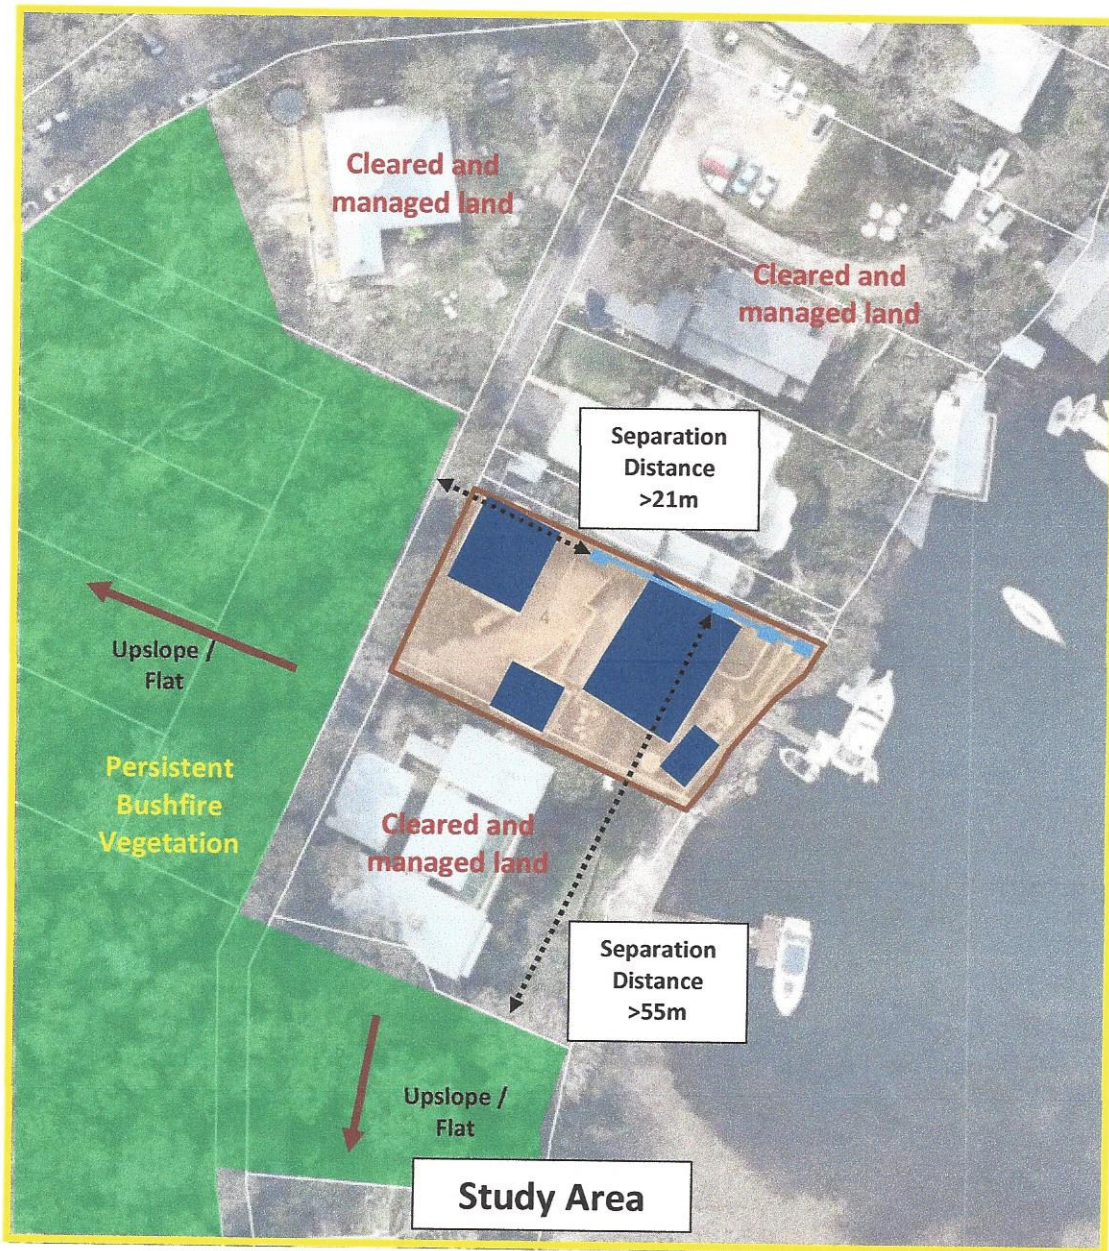 Cleared and
managed land
Cleared and
managed land
Separation
Distance
>21m
4
Upslope /
Flat
Persistent
Bushfire
Vegetation
Cleared and
managed land
Separation
Distance
>55m
Upslope /
Flat
Study Area